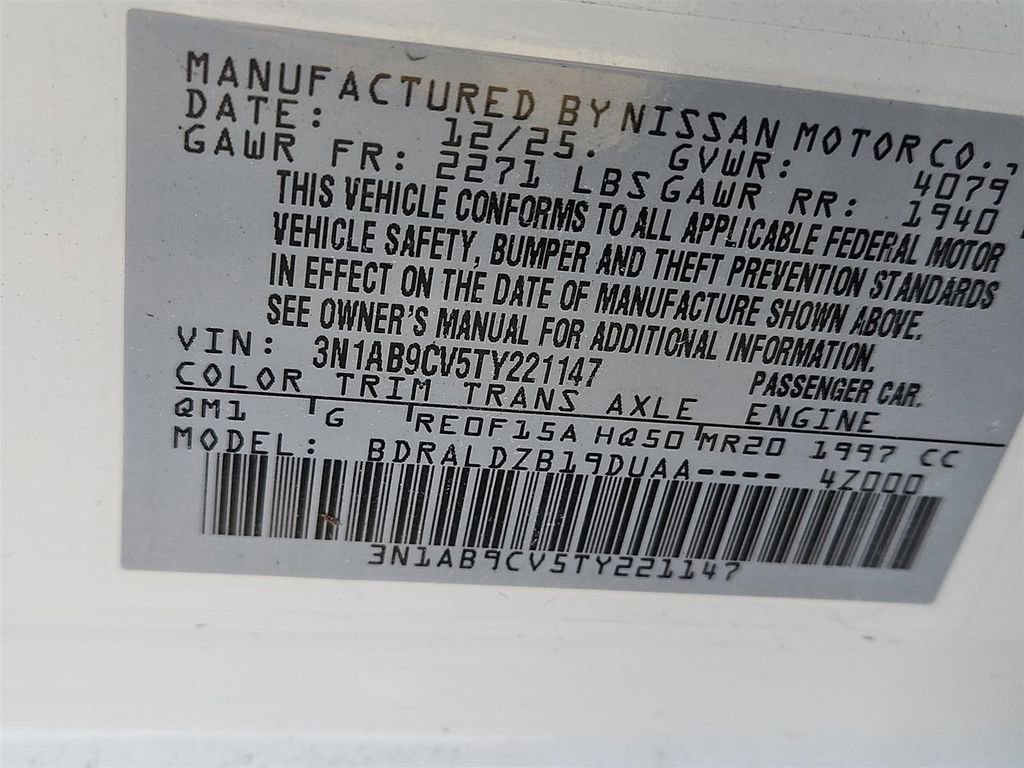 MANUFACTURED BY NISSAN MOTOR CO.,
DATE: 12/25. GVWR: 4079
GAWR FR: 2271 LBS GAWR RR: 1940
THIS VEHICLE CONFORMS TO ALL APPLICABLE FEDERAL MOTOR
VEHICLE SAFETY, BUMPER AND THEFT PREVENTION STANDARDS
IN EFFECT ON THE DATE OF MANUFACTURE SHOWN ABOVE.
SEE OWNER'S MANUAL FOR ADDITIONAL INFORMATION.
VIN: 3N1AB9CV5TY221147 PASSENGER CAR.
COLOR TRIM TRANS AXLE ENGINE
QM1 G RE0F15A HQ50 MR20 1997 CC
MODEL: BDRALDZB19DUAA---- 4Z000
3N1AB9CV5TY221147